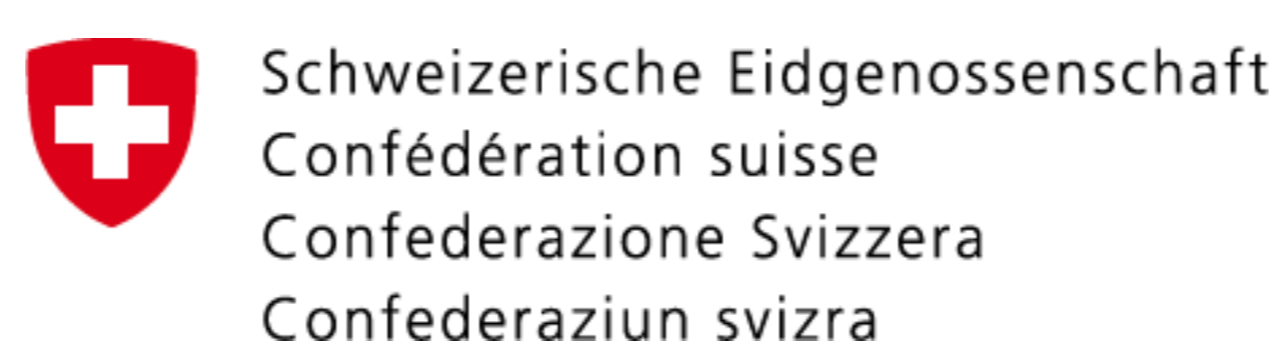 Schweizerische Eidgenossenschaft
Confédération suisse
Confederazione Svizzera
Confederaziun svizra